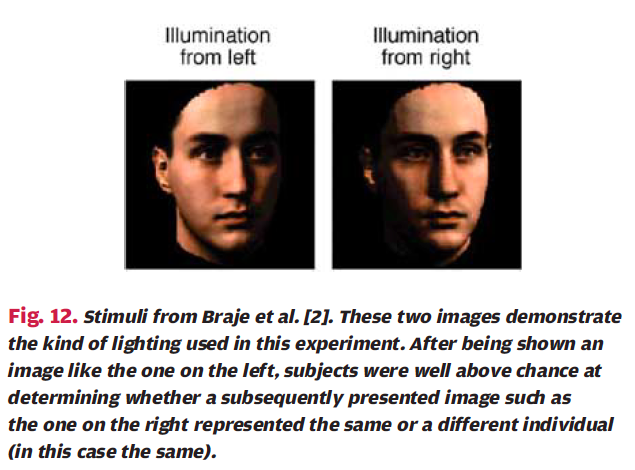 Illumination
from left
Illumination
from right
Fig. 12. Stimuli from Braje et al. [2]. These two images demonstrate
the kind of lighting used in this experiment. After being shown an
image like the one on the left, subjects were well above chance at
determining whether a subsequently presented image such as
the one on the right represented the same or a different individual
(in this case the same).